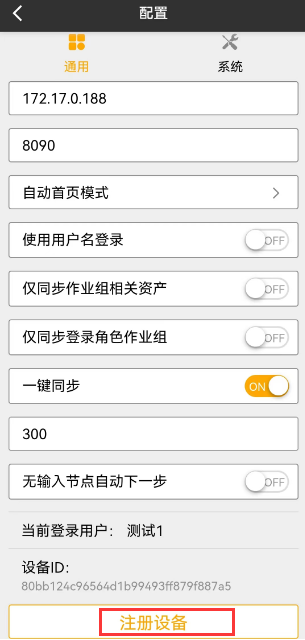 配置
通用
系统
172.17.0.188
8090
自动首页模式
使用用户名登录
OFF
仅同步作业组相关资产
OFF
仅同步登录角色作业组
OFF
一键同步
ON
300
无输入节点自动下一步
OFF
当前登录用户： 测试1
设备ID:
80bb124c96564d1b99493ff879f887a5
注册设备